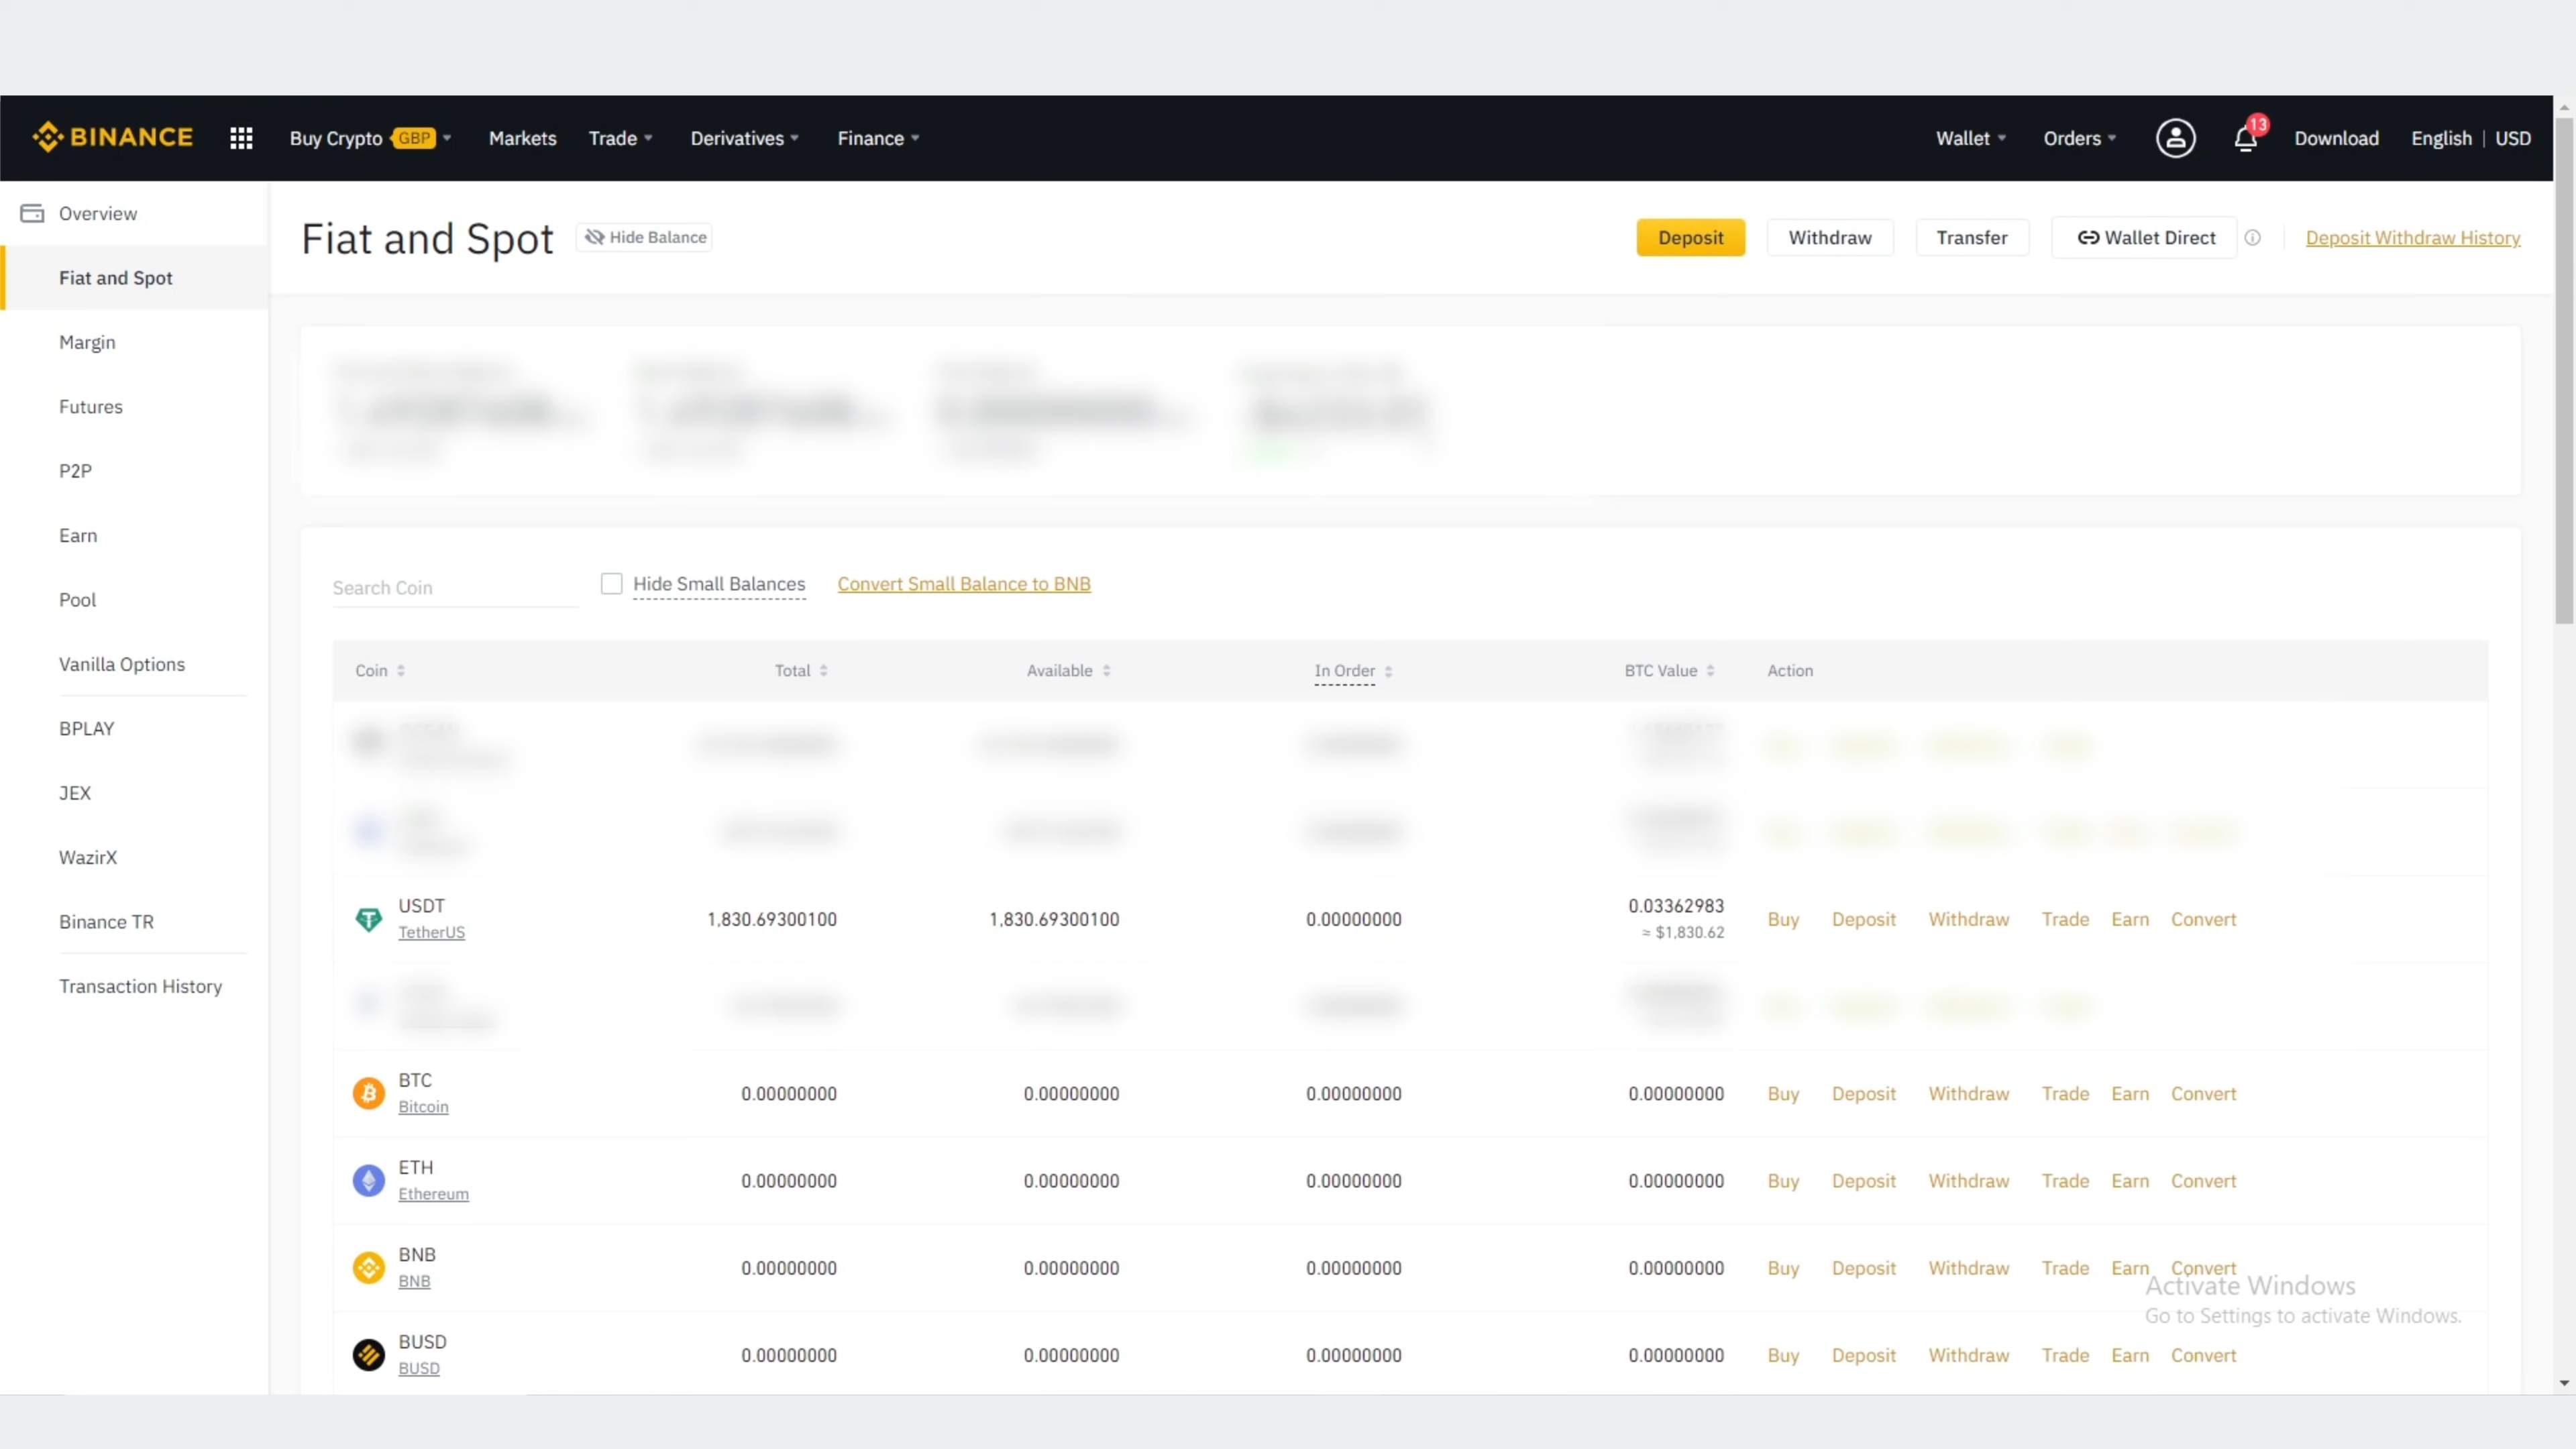 BINANCE Buy Crypto GBP Markets Trade Derivatives Finance Wallet Orders 13 Download English | USD
Overview
Fiat and Spot
Margin
Futures
P2P
Earn
Pool
Vanilla Options
BPLAY
JEX
WazirX
Binance TR
Transaction History
Fiat and Spot Hide Balance Deposit Withdraw Transfer Wallet Direct Deposit Withdraw History
Search Coin Hide Small Balances Convert Small Balance to BNB
Coin Total Available In Order BTC Value Action
USDT 1,830.69300100 1,830.69300100 0.00000000 0.03362983 Buy Deposit Withdraw Trade Earn Convert
TetherUS ≈ $1,830.62
BTC 0.00000000 0.00000000 0.00000000 0.00000000 Buy Deposit Withdraw Trade Earn Convert
Bitcoin
ETH 0.00000000 0.00000000 0.00000000 0.00000000 Buy Deposit Withdraw Trade Earn Convert
Ethereum
BNB 0.00000000 0.00000000 0.00000000 0.00000000 Buy Deposit Withdraw Trade Earn Convert
BNB
Activate Windows
Go to Settings to activate Windows.
BUSD 0.00000000 0.00000000 0.00000000 0.00000000 Buy Deposit Withdraw Trade Earn Convert
BUSD